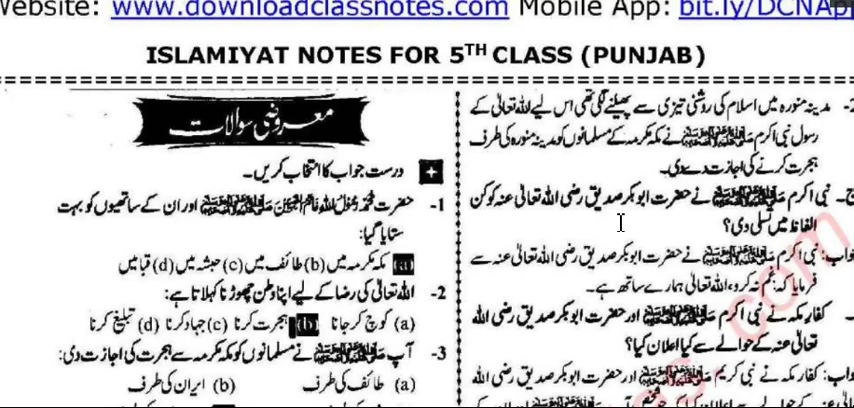 Website: www.downloadclassnotes.com Mobile App: bit.ly/DCNApp
ISLAMIYAT NOTES FOR 5TH CLASS (PUNJAB)
معروضی سوالات
درست جواب کا انتخاب کریں۔
1- حضرت محمد رسول اللہ خاتم النبیین ﷺ اور ان کے ساتھیوں کو بہت
ستایا گیا:
(a) مکہ مکرمہ میں (b) طائف میں (c) حبشہ میں (d) قبا میں
2- اللہ تعالیٰ کی رضا کے لیے اپنا وطن چھوڑنا کہلاتا ہے:
(a) کوچ کر جانا (b) ہجرت کرنا (c) جہاد کرنا (d) تبلیغ کرنا
3- آپ ﷺ نے مسلمانوں کو مکہ مکرمہ سے ہجرت کی اجازت دی:
(a) طائف کی طرف (b) ایران کی طرف
2- مدینہ منورہ میں اسلام کی روشنی تیزی سے پھیلنے لگی تھی اس لیے اللہ تعالیٰ کے
رسول نبی اکرم ﷺ نے مکہ مکرمہ کے مسلمانوں کو مدینہ منورہ کی طرف
ہجرت کرنے کی اجازت دے دی۔
ج۔ نبی اکرم ﷺ نے حضرت ابوبکر صدیق رضی اللہ تعالیٰ عنہ کو کن
الفاظ میں تسلی دی؟
جواب: نبی اکرم ﷺ نے حضرت ابوبکر صدیق رضی اللہ تعالیٰ عنہ سے
فرمایا کہ: غم نہ کرو، اللہ تعالیٰ ہمارے ساتھ ہے۔
کفار مکہ نے نبی اکرم ﷺ اور حضرت ابوبکر صدیق رضی اللہ
تعالیٰ عنہ کے حوالے سے کیا اعلان کیا؟
جواب: کفار مکہ نے نبی کریم ﷺ اور حضرت ابوبکر صدیق رضی اللہ